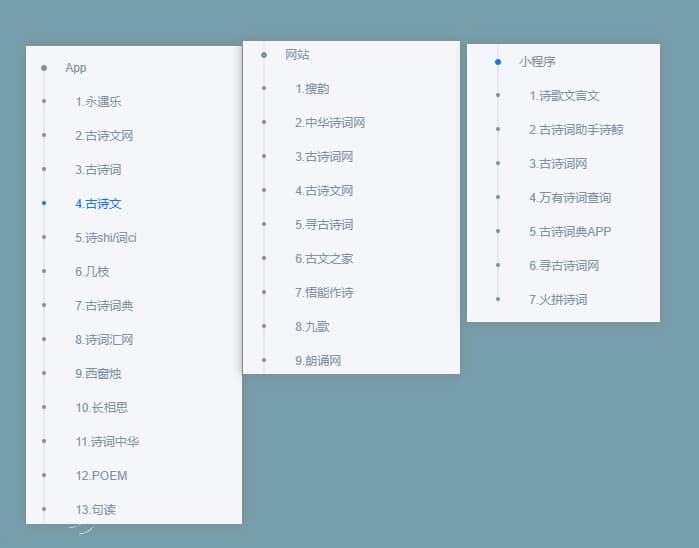 App
1.永遇乐
2.古诗文网
3.古诗词
4.古诗文
5.诗shi/词ci
6.几枝
7.古诗词典
8.诗词汇网
9.西窗烛
10.长相思
11.诗词中华
12.POEM
13.句读
网站
1.搜韵
2.中华诗词网
3.古诗词网
4.古诗文网
5.寻古诗词
6.古文之家
7.悟能作诗
8.九歌
9.朗诵网
小程序
1.诗歌文言文
2.古诗词助手诗鲸
3.古诗词网
4.万有诗词查询
5.古诗词典APP
6.寻古诗词网
7.火拼诗词